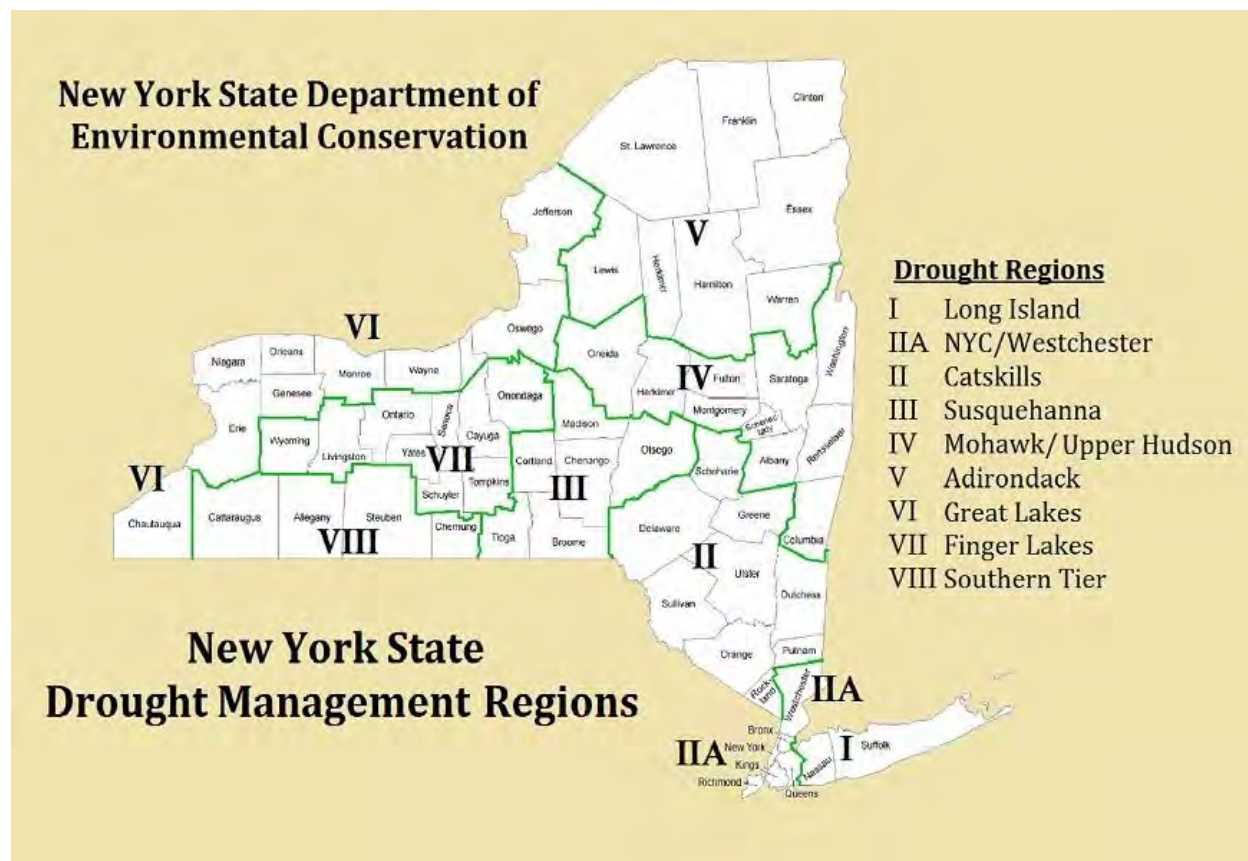 New York State Department of
Environmental Conservation
Clinton
Franklin
St. Lawrence
Jefferson
Essex
V
Lewis
Herkimer
Hamilton
Warren
Washington
Drought Regions
I Long Island
IIA NYC/Westchester
II Catskills
III Susquehanna
IV Mohawk/Upper Hudson
V Adirondack
VI Great Lakes
VII Finger Lakes
VIII Southern Tier
VI
Oswego
Niagara
Orleans
Monroe
Wayne
Oneida
Genesee
Herkimer
IV
Fulton
Saratoga
Montgomery
Schenec-
tady
Onondaga
Ontario
Seneca
Cayuga
Madison
Erie
Wyoming
Livingston
Yates
VII
Cortland
Chenango
Otsego
Schoharie
Albany
Rensselaer
VI
Schuyler
Tompkins
III
Chautauqua
Cattaraugus
Allegany
Steuben
Chemung
VIII
Tioga
Broome
Delaware
Greene
Columbia
II
Ulster
Sullivan
Dutchess
Orange
Putnam
New York State
Drought Management Regions
Rock-
land
Westchester
IIA
Bronx
New York
IIA
Kings
Richmond
Queens
Nassau
I
Suffolk